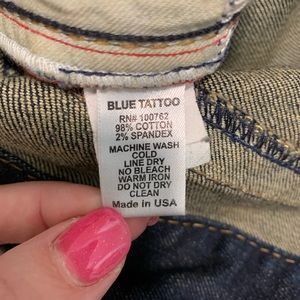 BLUE TATTOO
RN# 100762
98% COTTON
2% SPANDEX
MACHINE WASH
COLD
LINE DRY
NO BLEACH
WARM IRON
DO NOT DRY
CLEAN
Made in USA